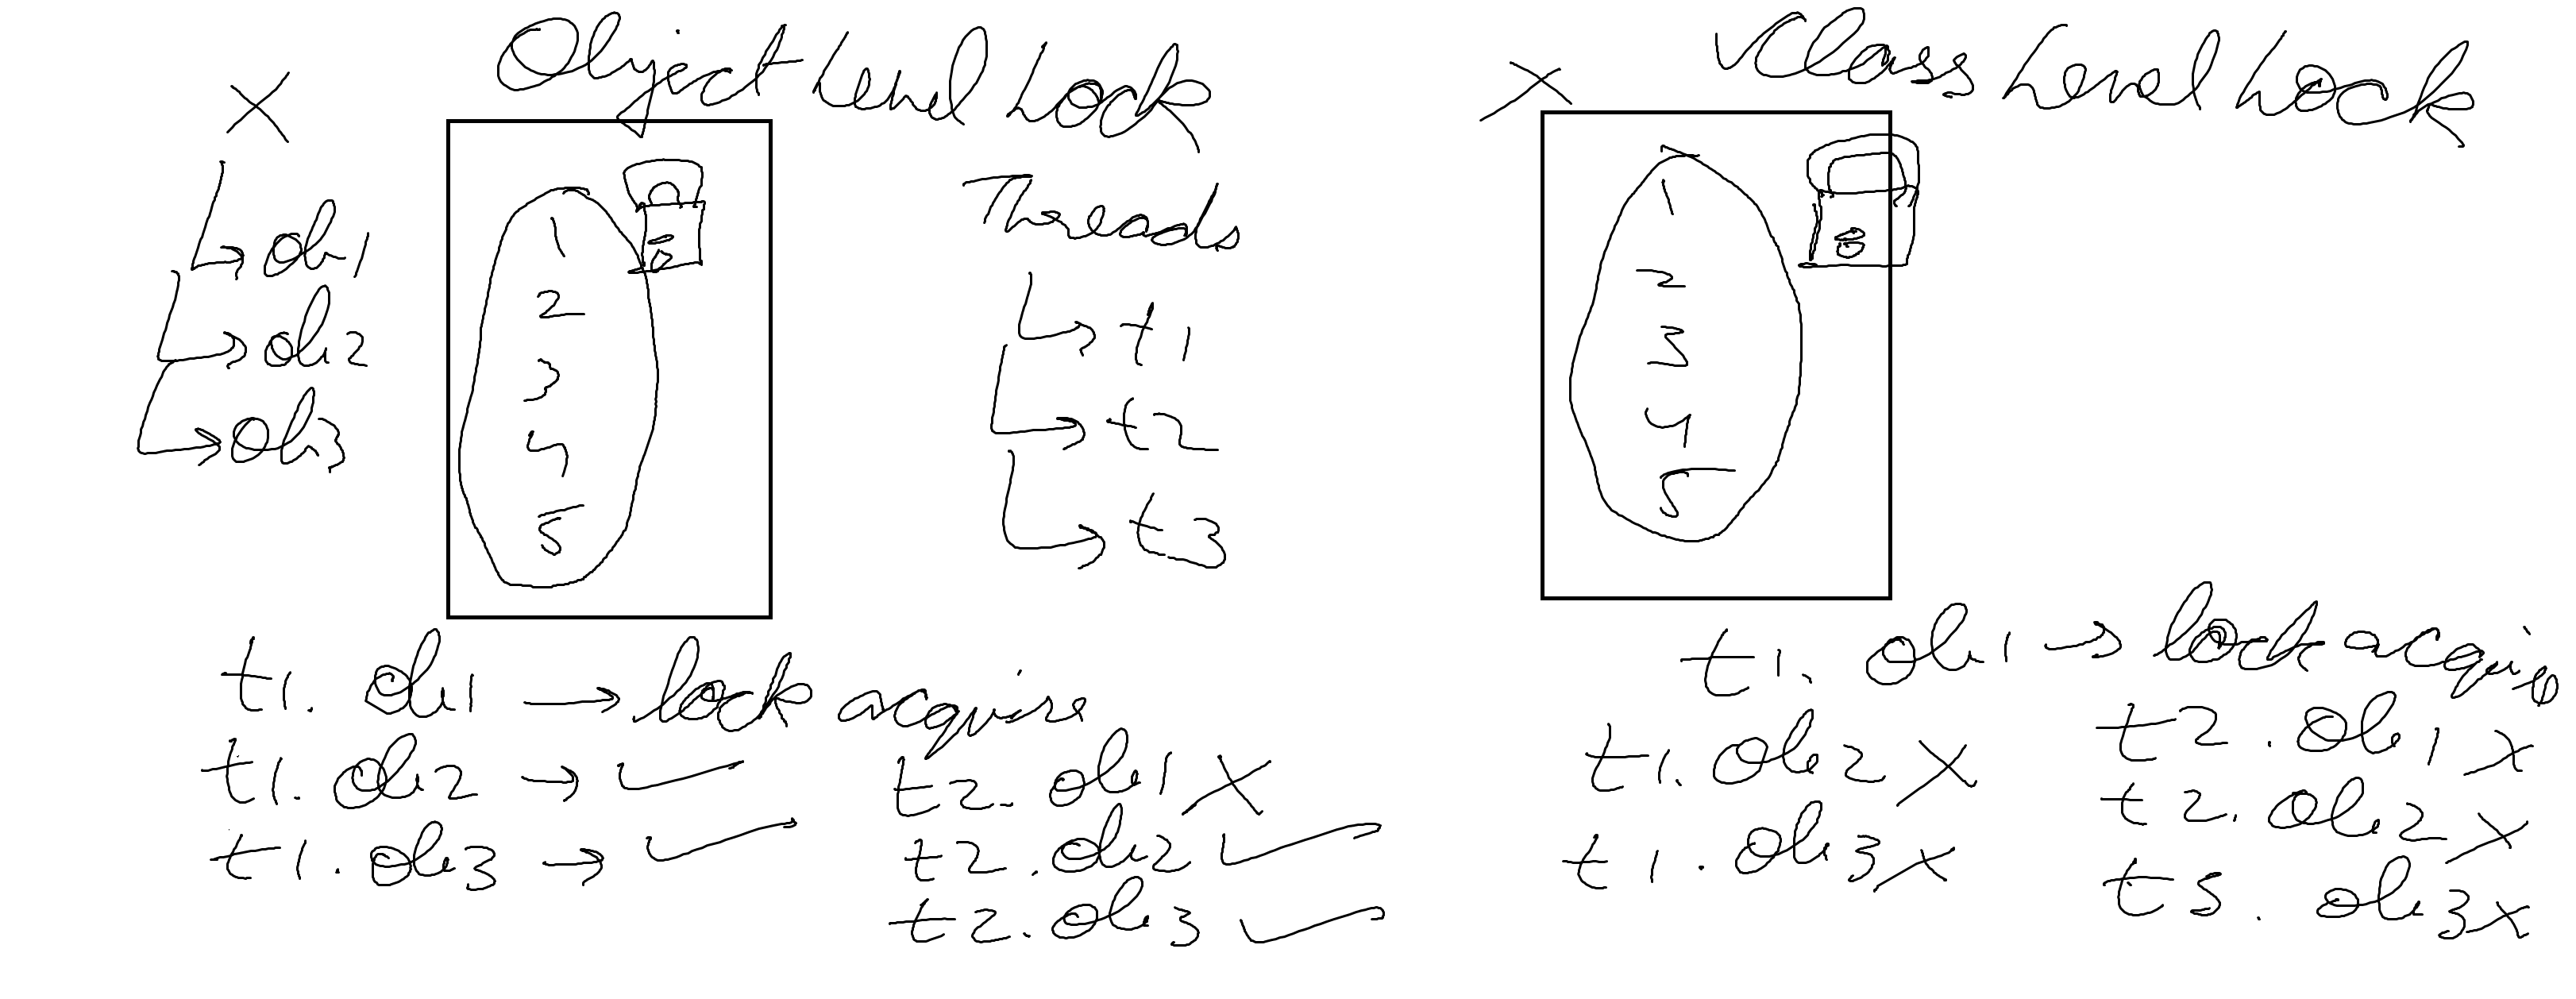 Object Level Lock
X
ob1
ob2
ob3
1
2
3
4
5
Threads
t1
t2
t3
t1. ob1 → lock acquire
t1. ob2 → ✓
t1. ob3 → ✓
t2. ob1 X
t2. ob2 ✓
t2. ob3 ✓
✓Class Level Lock
X
1
2
3
4
5
t1. ob1 → lock acquire
t1. ob2 X
t1. ob3 X
t2. ob1 X
t2. ob2 X
t3. ob3 X